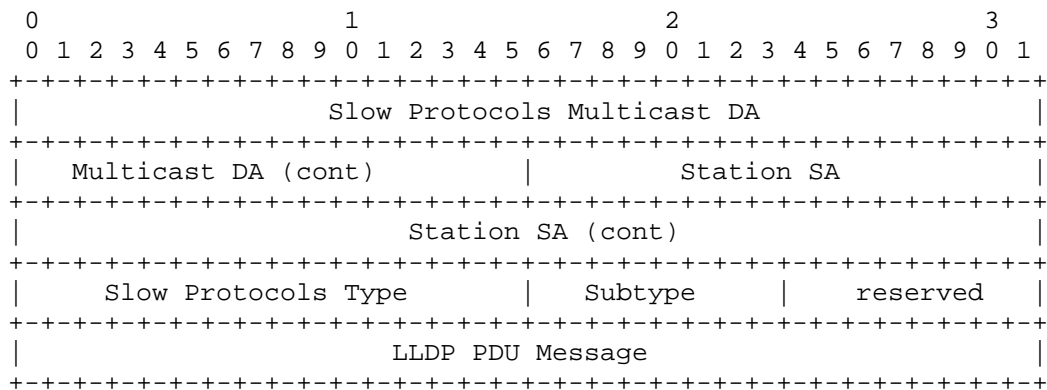 0                   1                   2                   3
 0 1 2 3 4 5 6 7 8 9 0 1 2 3 4 5 6 7 8 9 0 1 2 3 4 5 6 7 8 9 0 1
+-+-+-+-+-+-+-+-+-+-+-+-+-+-+-+-+-+-+-+-+-+-+-+-+-+-+-+-+-+-+-+-+
|                   Slow Protocols Multicast DA                 |
+-+-+-+-+-+-+-+-+-+-+-+-+-+-+-+-+-+-+-+-+-+-+-+-+-+-+-+-+-+-+-+-+
|   Multicast DA (cont)         |         Station SA            |
+-+-+-+-+-+-+-+-+-+-+-+-+-+-+-+-+-+-+-+-+-+-+-+-+-+-+-+-+-+-+-+-+
|                        Station SA (cont)                      |
+-+-+-+-+-+-+-+-+-+-+-+-+-+-+-+-+-+-+-+-+-+-+-+-+-+-+-+-+-+-+-+-+
|     Slow Protocols Type       |   Subtype     |    reserved   |
+-+-+-+-+-+-+-+-+-+-+-+-+-+-+-+-+-+-+-+-+-+-+-+-+-+-+-+-+-+-+-+-+
|                       LLDP PDU Message                        |
+-+-+-+-+-+-+-+-+-+-+-+-+-+-+-+-+-+-+-+-+-+-+-+-+-+-+-+-+-+-+-+-+